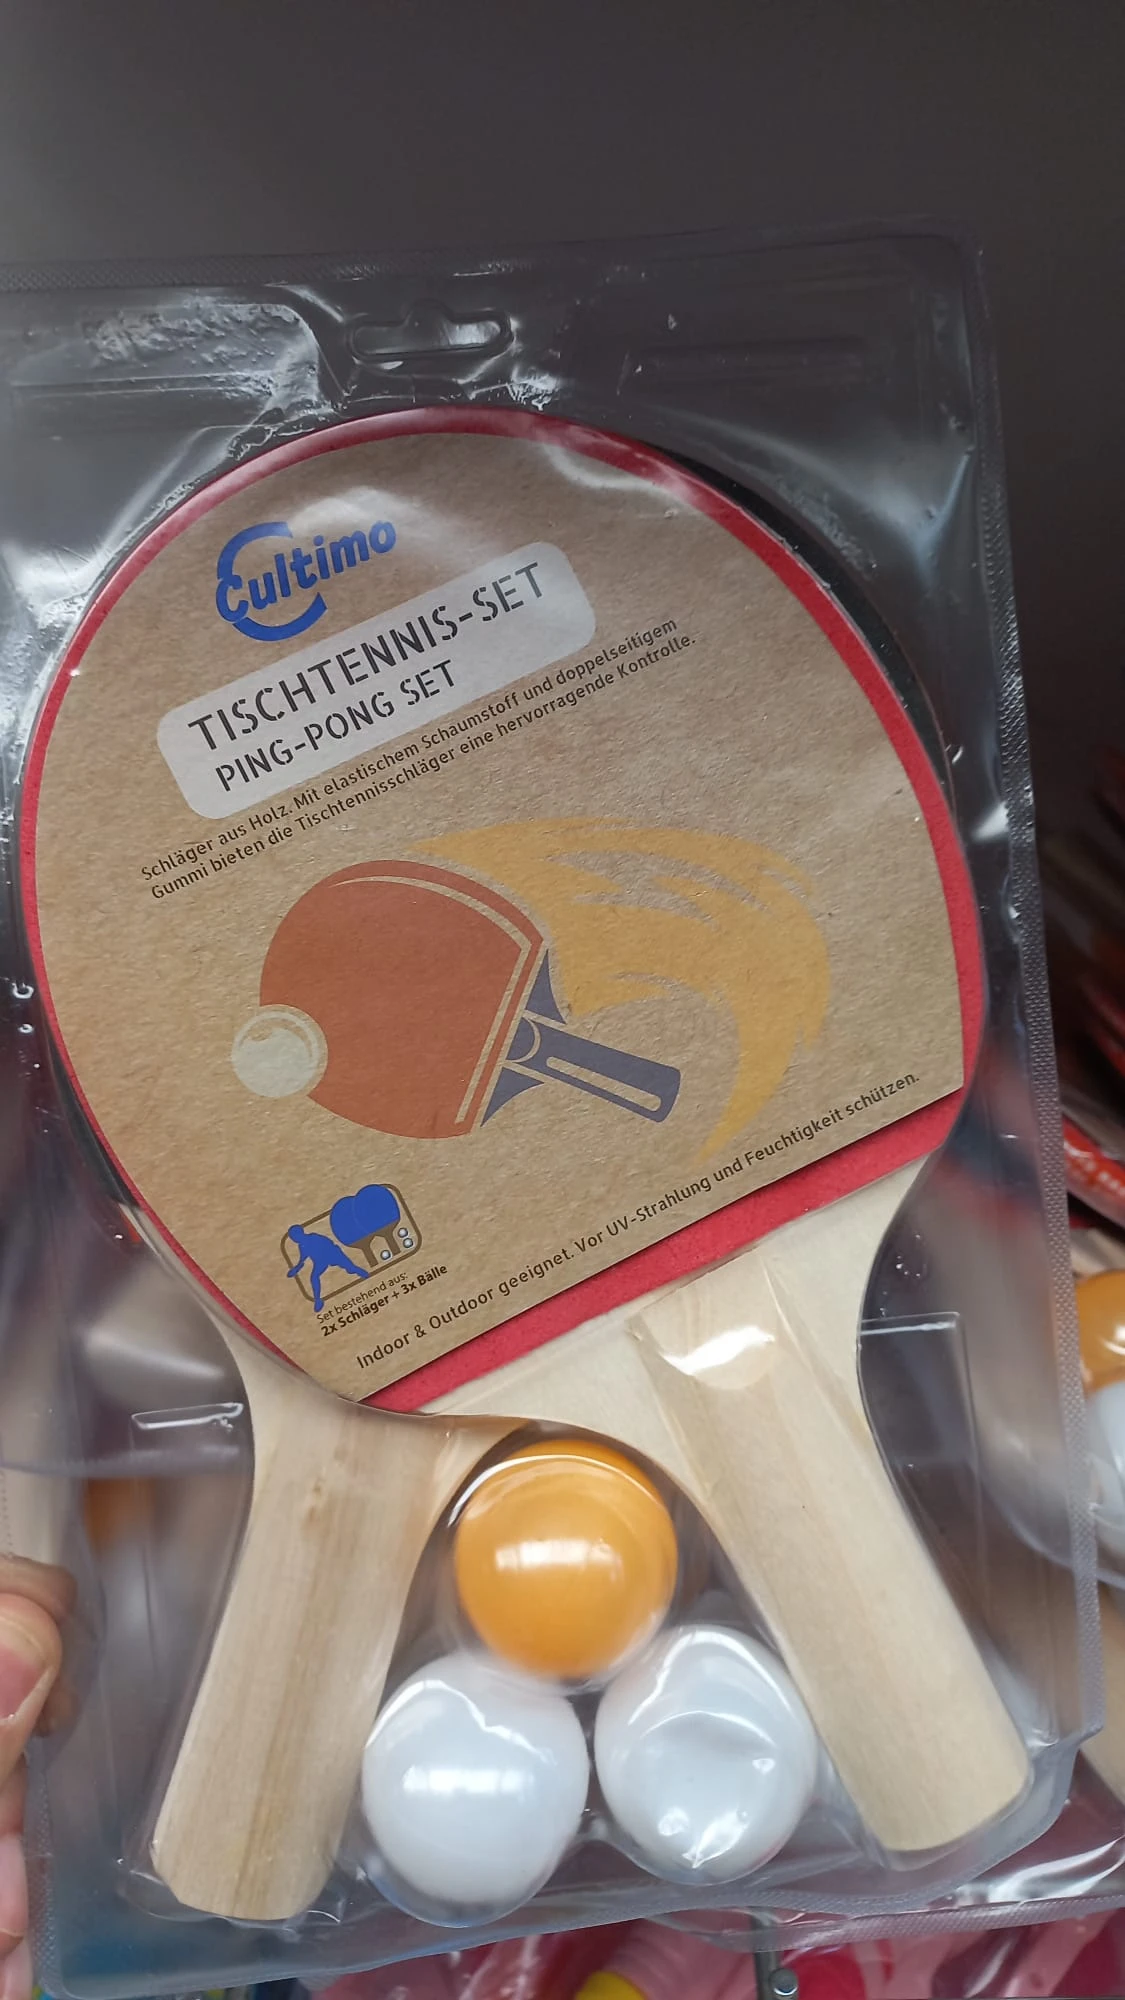 Cultimo
TISCHTENNIS-SET
PING-PONG SET
Schläger aus Holz. Mit elastischem Schaumstoff und doppelseitigem
Gummi bieten die Tischtennisschläger eine hervorragende Kontrolle.
Set bestehend aus:
2x Schläger + 3x Bälle
Indoor & Outdoor geeignet. Vor UV-Strahlung und Feuchtigkeit schützen.